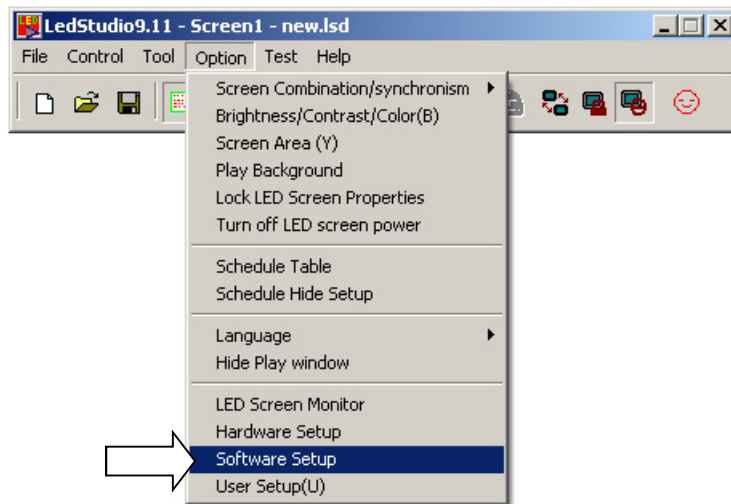 LED
LedStudio9.11 - Screen1 - new.lsd
File Control Tool Option Test Help
Screen Combination/synchronism
Brightness/Contrast/Color(B)
Screen Area (Y)
Play Background
Lock LED Screen Properties
Turn off LED screen power
Schedule Table
Schedule Hide Setup
Language
Hide Play window
LED Screen Monitor
Hardware Setup
Software Setup
User Setup(U)